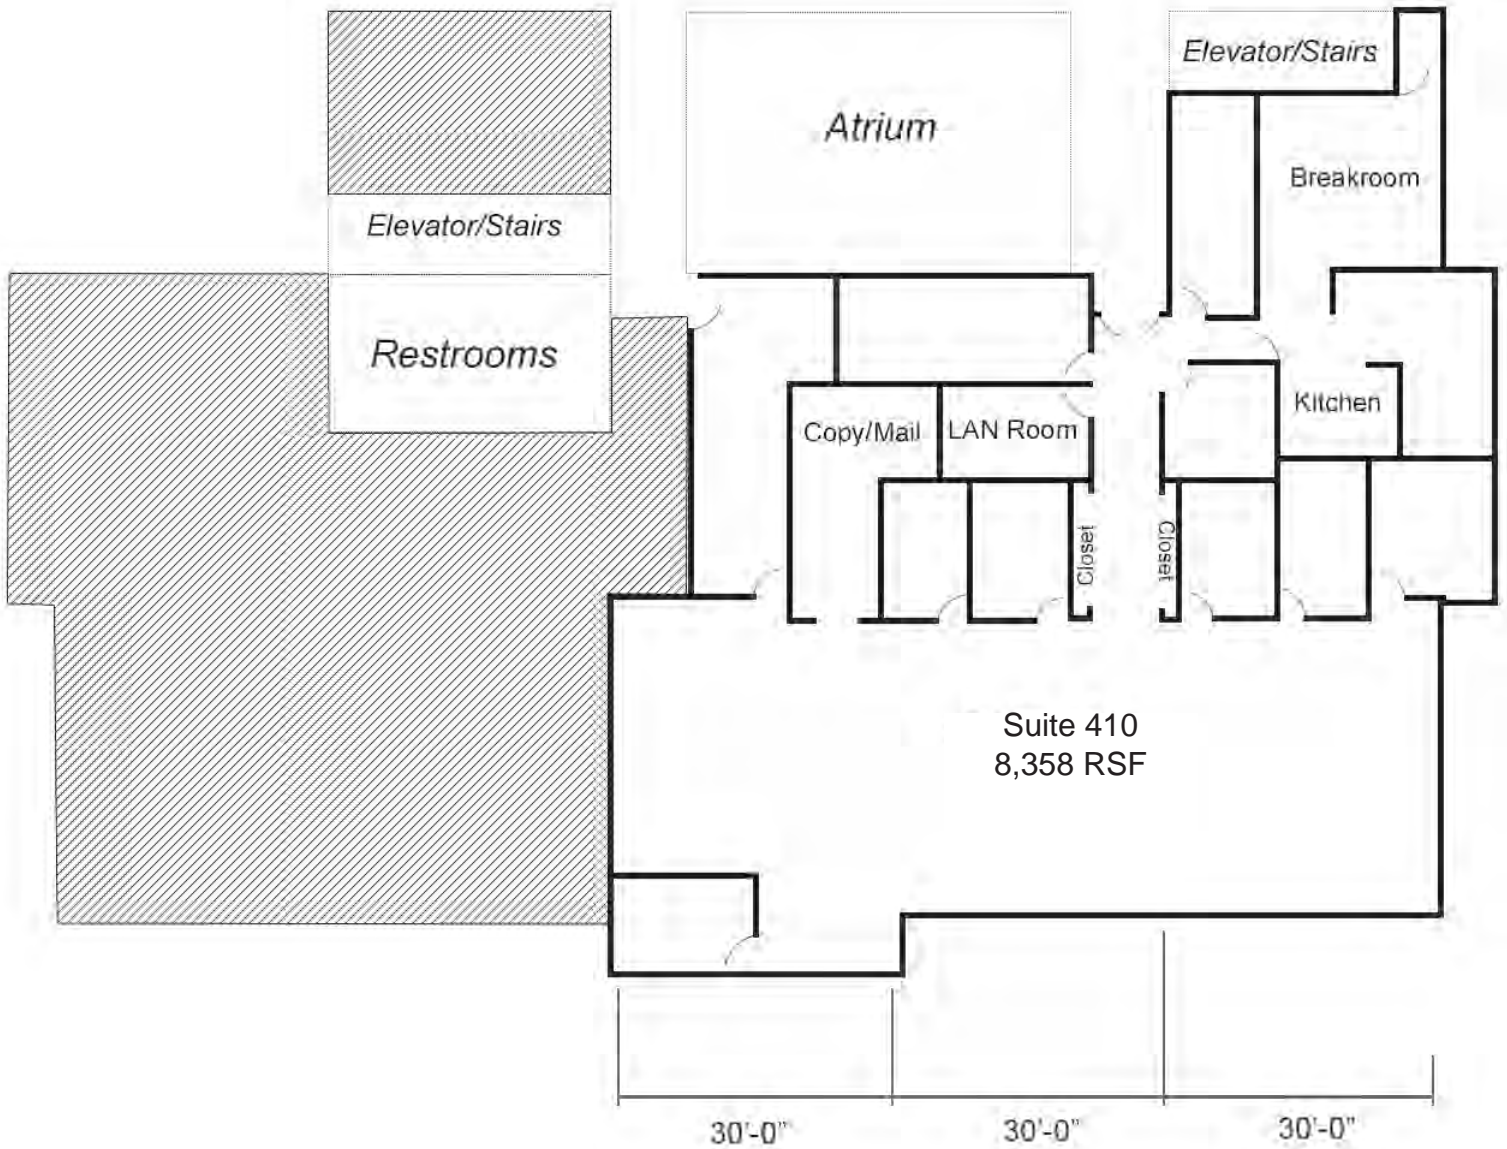 Elevator/Stairs
Atrium
Breakroom
Elevator/Stairs
Restrooms
Kitchen
Copy/Mail
LAN Room
Closet
Closet
Suite 410
8,358 RSF
30'-0"
30'-0"
30'-0"